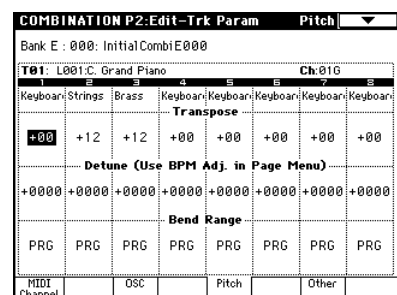 COMBINATION P2:Edit-Trk Param Pitch
Bank E : 000: InitialCombiE000
T01: L001:C. Grand Piano Ch:01G
1 2 3 4 5 6 7 8
Keyboar Strings Brass Keyboar Keyboar Keyboar Keyboar Keyboar
Transpose
+00 +12 +12 +00 +00 +00 +00 +00
Detune (Use BPM Adj. in Page Menu)
+0000 +0000 +0000 +0000 +0000 +0000 +0000 +0000
Bend Range
PRG PRG PRG PRG PRG PRG PRG PRG
MIDI Channel OSC Pitch Other